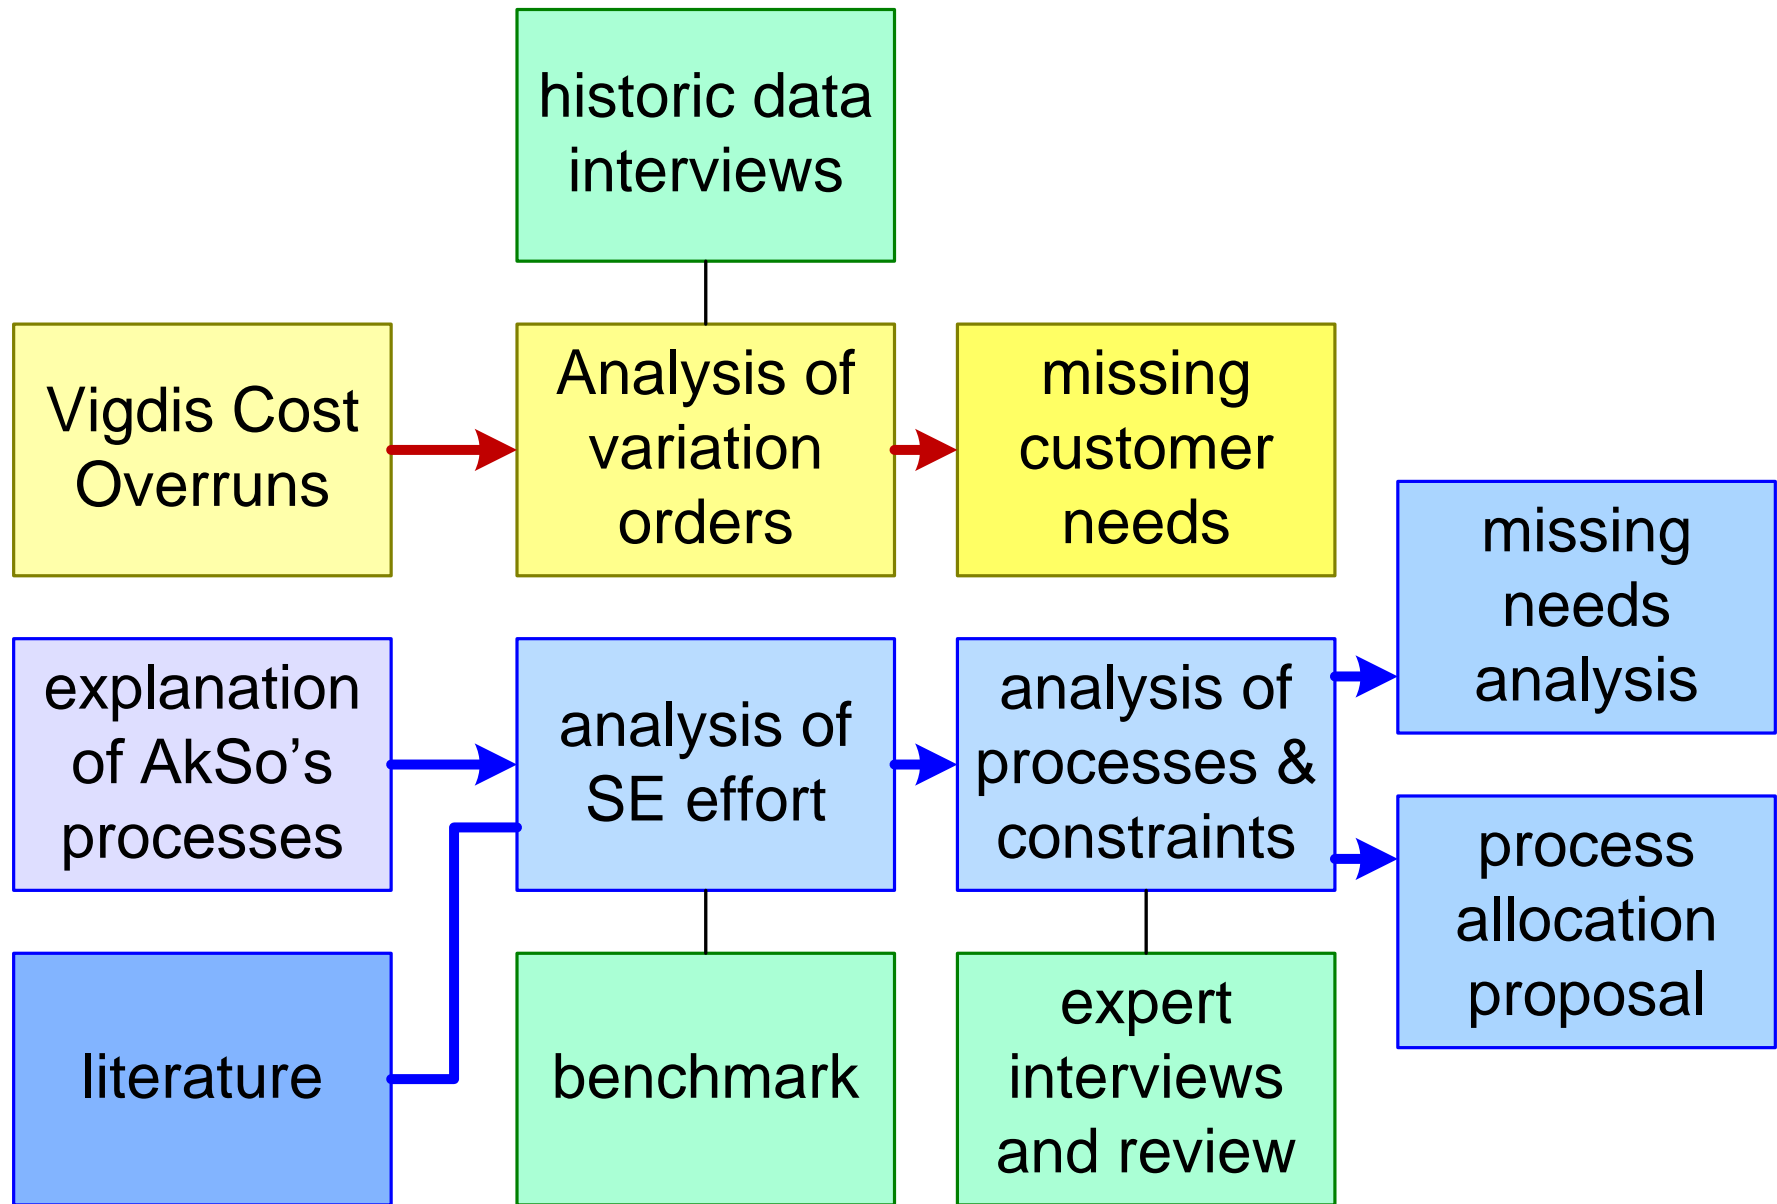 historic data
interviews
Vigdis Cost
Overruns
Analysis of
variation
orders
missing
customer
needs
missing
needs
analysis
explanation
of AkSo’s
processes
analysis of
SE effort
analysis of
processes &
constraints
process
allocation
proposal
literature
benchmark
expert
interviews
and review